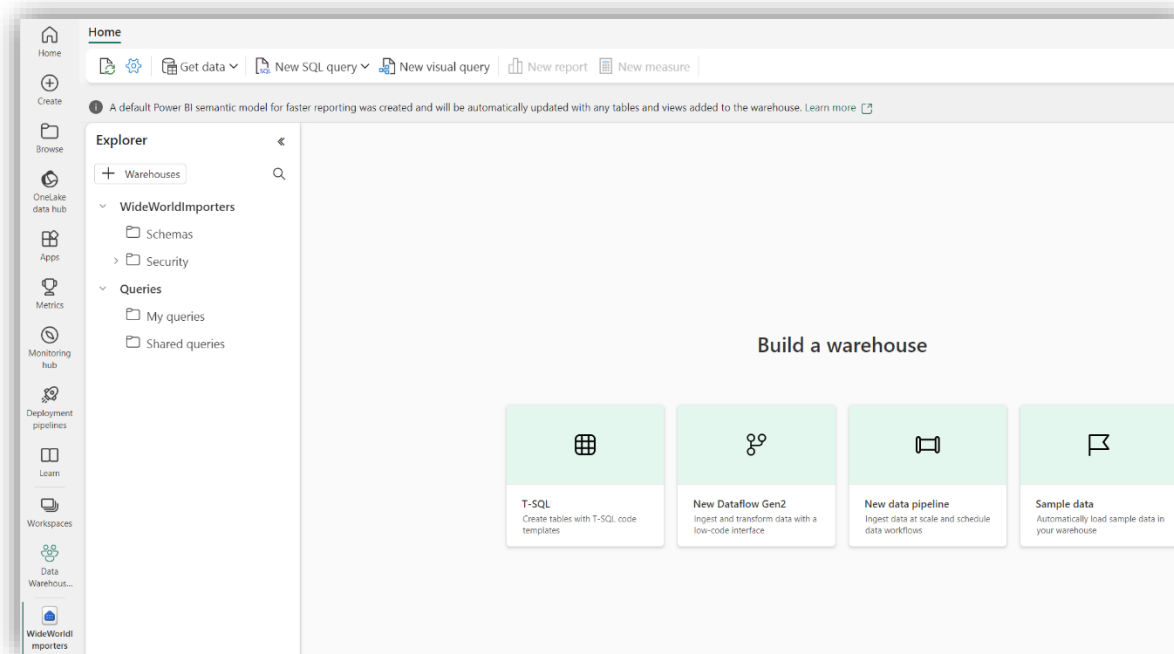 Home
Create
Browse
OneLake
data hub
Apps
Metrics
Monitoring
hub
Deployment
pipelines
Learn
Workspaces
Data
Warehous...
WideWorldI
mporters
Home
Get data
SQL
New SQL query
New visual query
New report
New measure
A default Power BI semantic model for faster reporting was created and will be automatically updated with any tables and views added to the warehouse. Learn more
Explorer
Warehouses
WideWorldImporters
Schemas
Security
Queries
My queries
Shared queries
Build a warehouse
T-SQL
Create tables with T-SQL code
templates
New Dataflow Gen2
Ingest and transform data with a
low-code interface
New data pipeline
Ingest data at scale and schedule
data workflows
Sample data
Automatically load sample data in
your warehouse